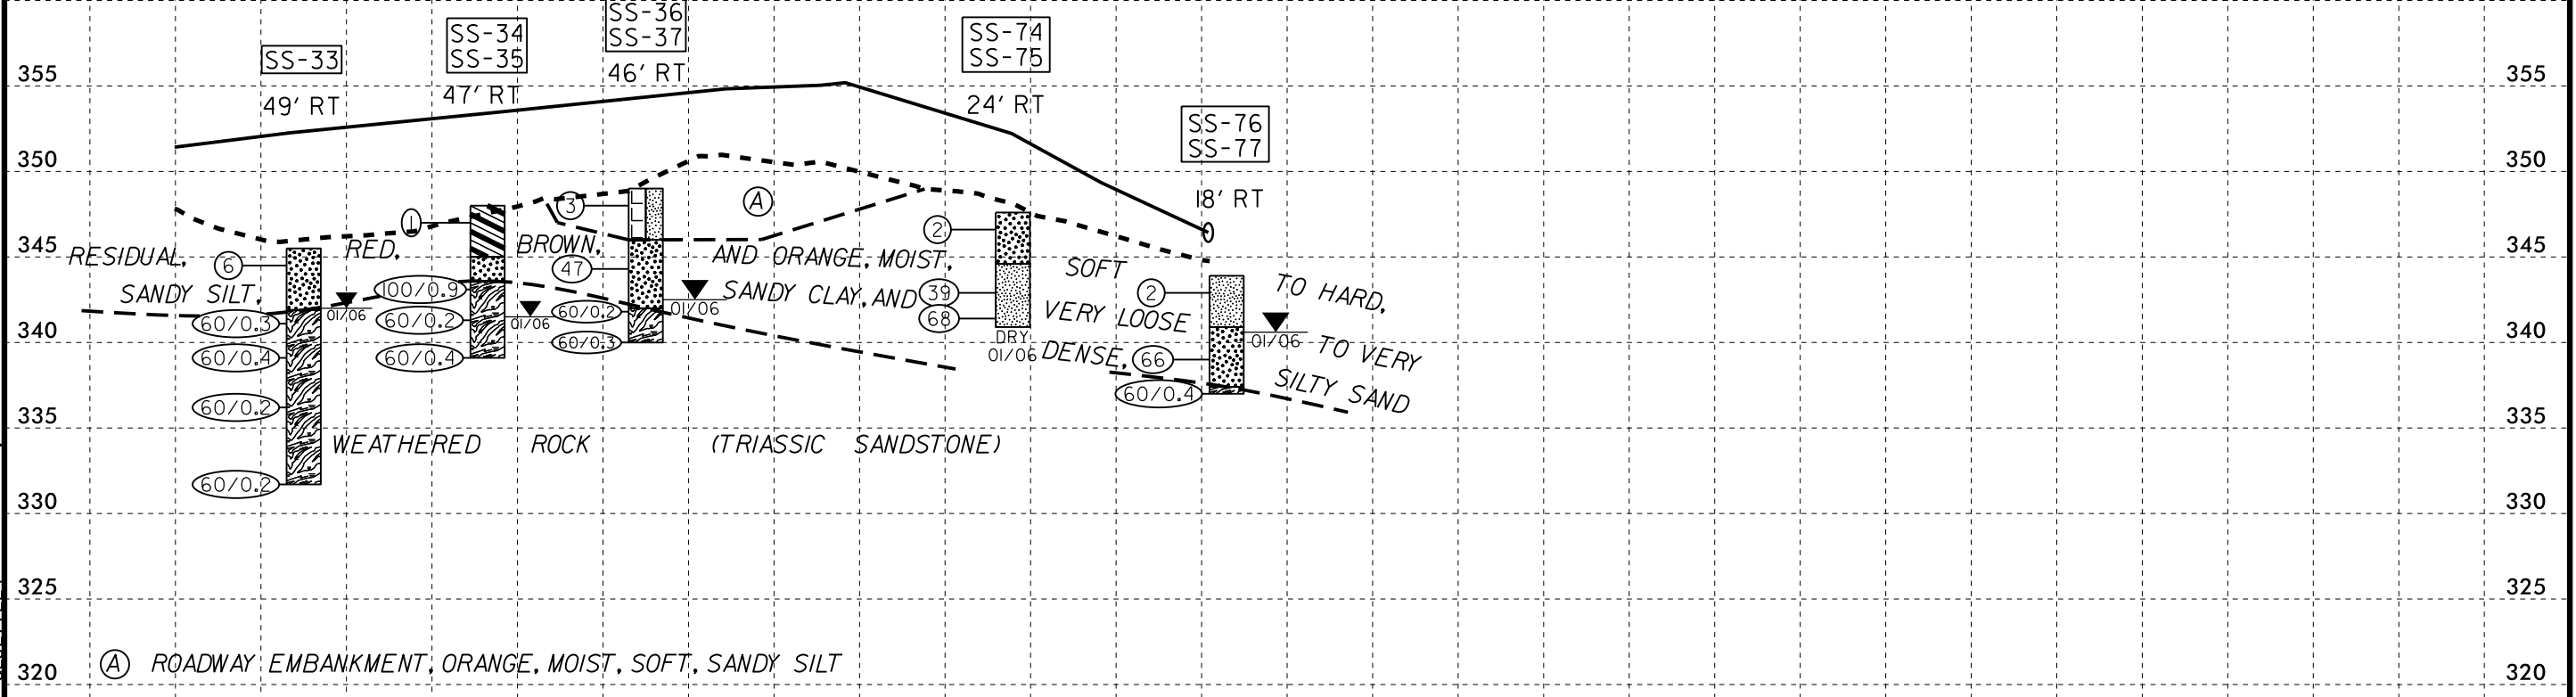 SS-36
SS-37
SS-34
SS-35
SS-74
SS-75
SS-33
46' RT
355
355
47' RT
49' RT
24' RT
SS-76
SS-77
350
350
18' RT
3
A
1
2
345
RESIDUAL, RED, BROWN, AND ORANGE, MOIST, SOFT TO HARD,
345
6
47
SANDY SILT, SANDY CLAY, AND VERY LOOSE TO VERY
100/0.9
39
2
01/06
01/06
01/06
60/0.3
60/0.2
60/0.2
68
01/06
340
340
60/0.4
60/0.4
60/0.3
DRY
01/06
DENSE, SILTY SAND
66
60/0.4
60/0.2
335
335
WEATHERED ROCK (TRIASSIC SANDSTONE)
60/0.2
330
330
325
325
A ROADWAY EMBANKMENT, ORANGE, MOIST, SOFT, SANDY SILT
320
320